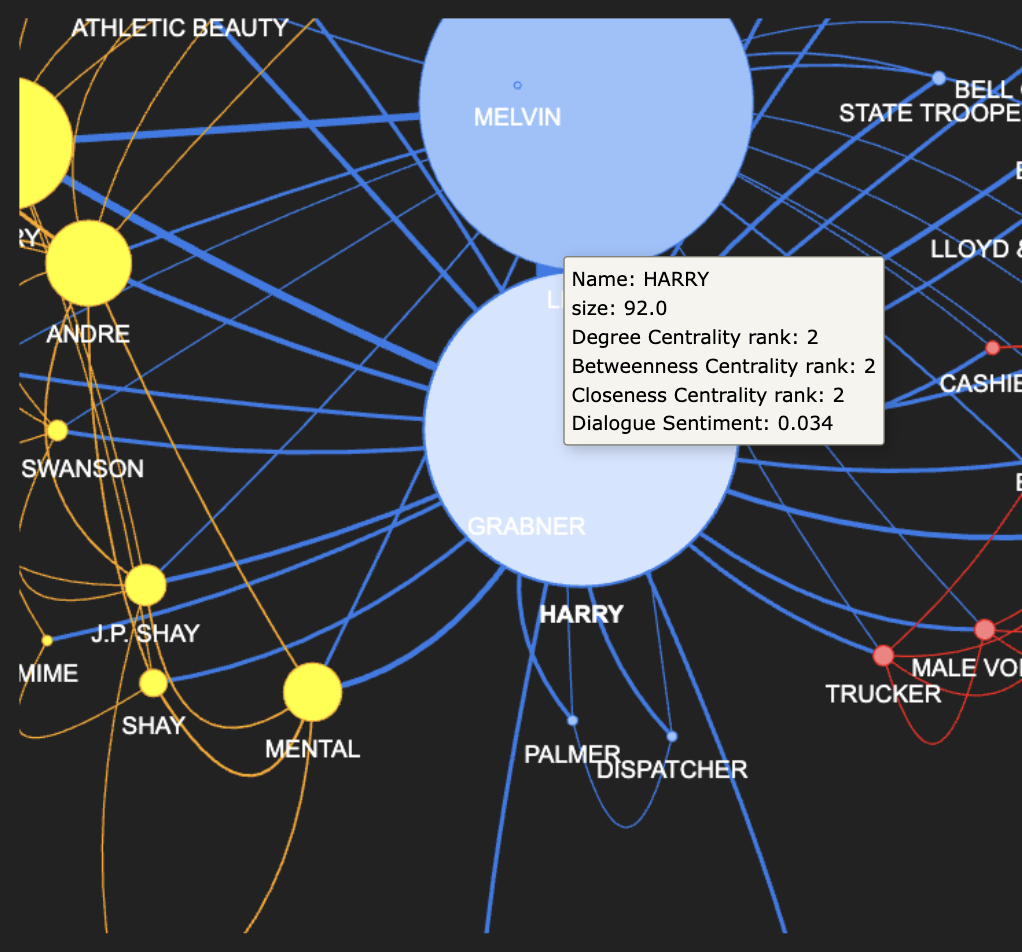 ATHLETIC BEAUTY
MELVIN
BELL
STATE TROOPE
RY
LLOYD &
ANDRE
Name: HARRY
size: 92.0
Degree Centrality rank: 2
Betweenness Centrality rank: 2
Closeness Centrality rank: 2
Dialogue Sentiment: 0.034
CASHIE
SWANSON
GRABNER
HARRY
J.P. SHAY
MIME
MALE VO
TRUCKER
SHAY
MENTAL
PALMER
DISPATCHER